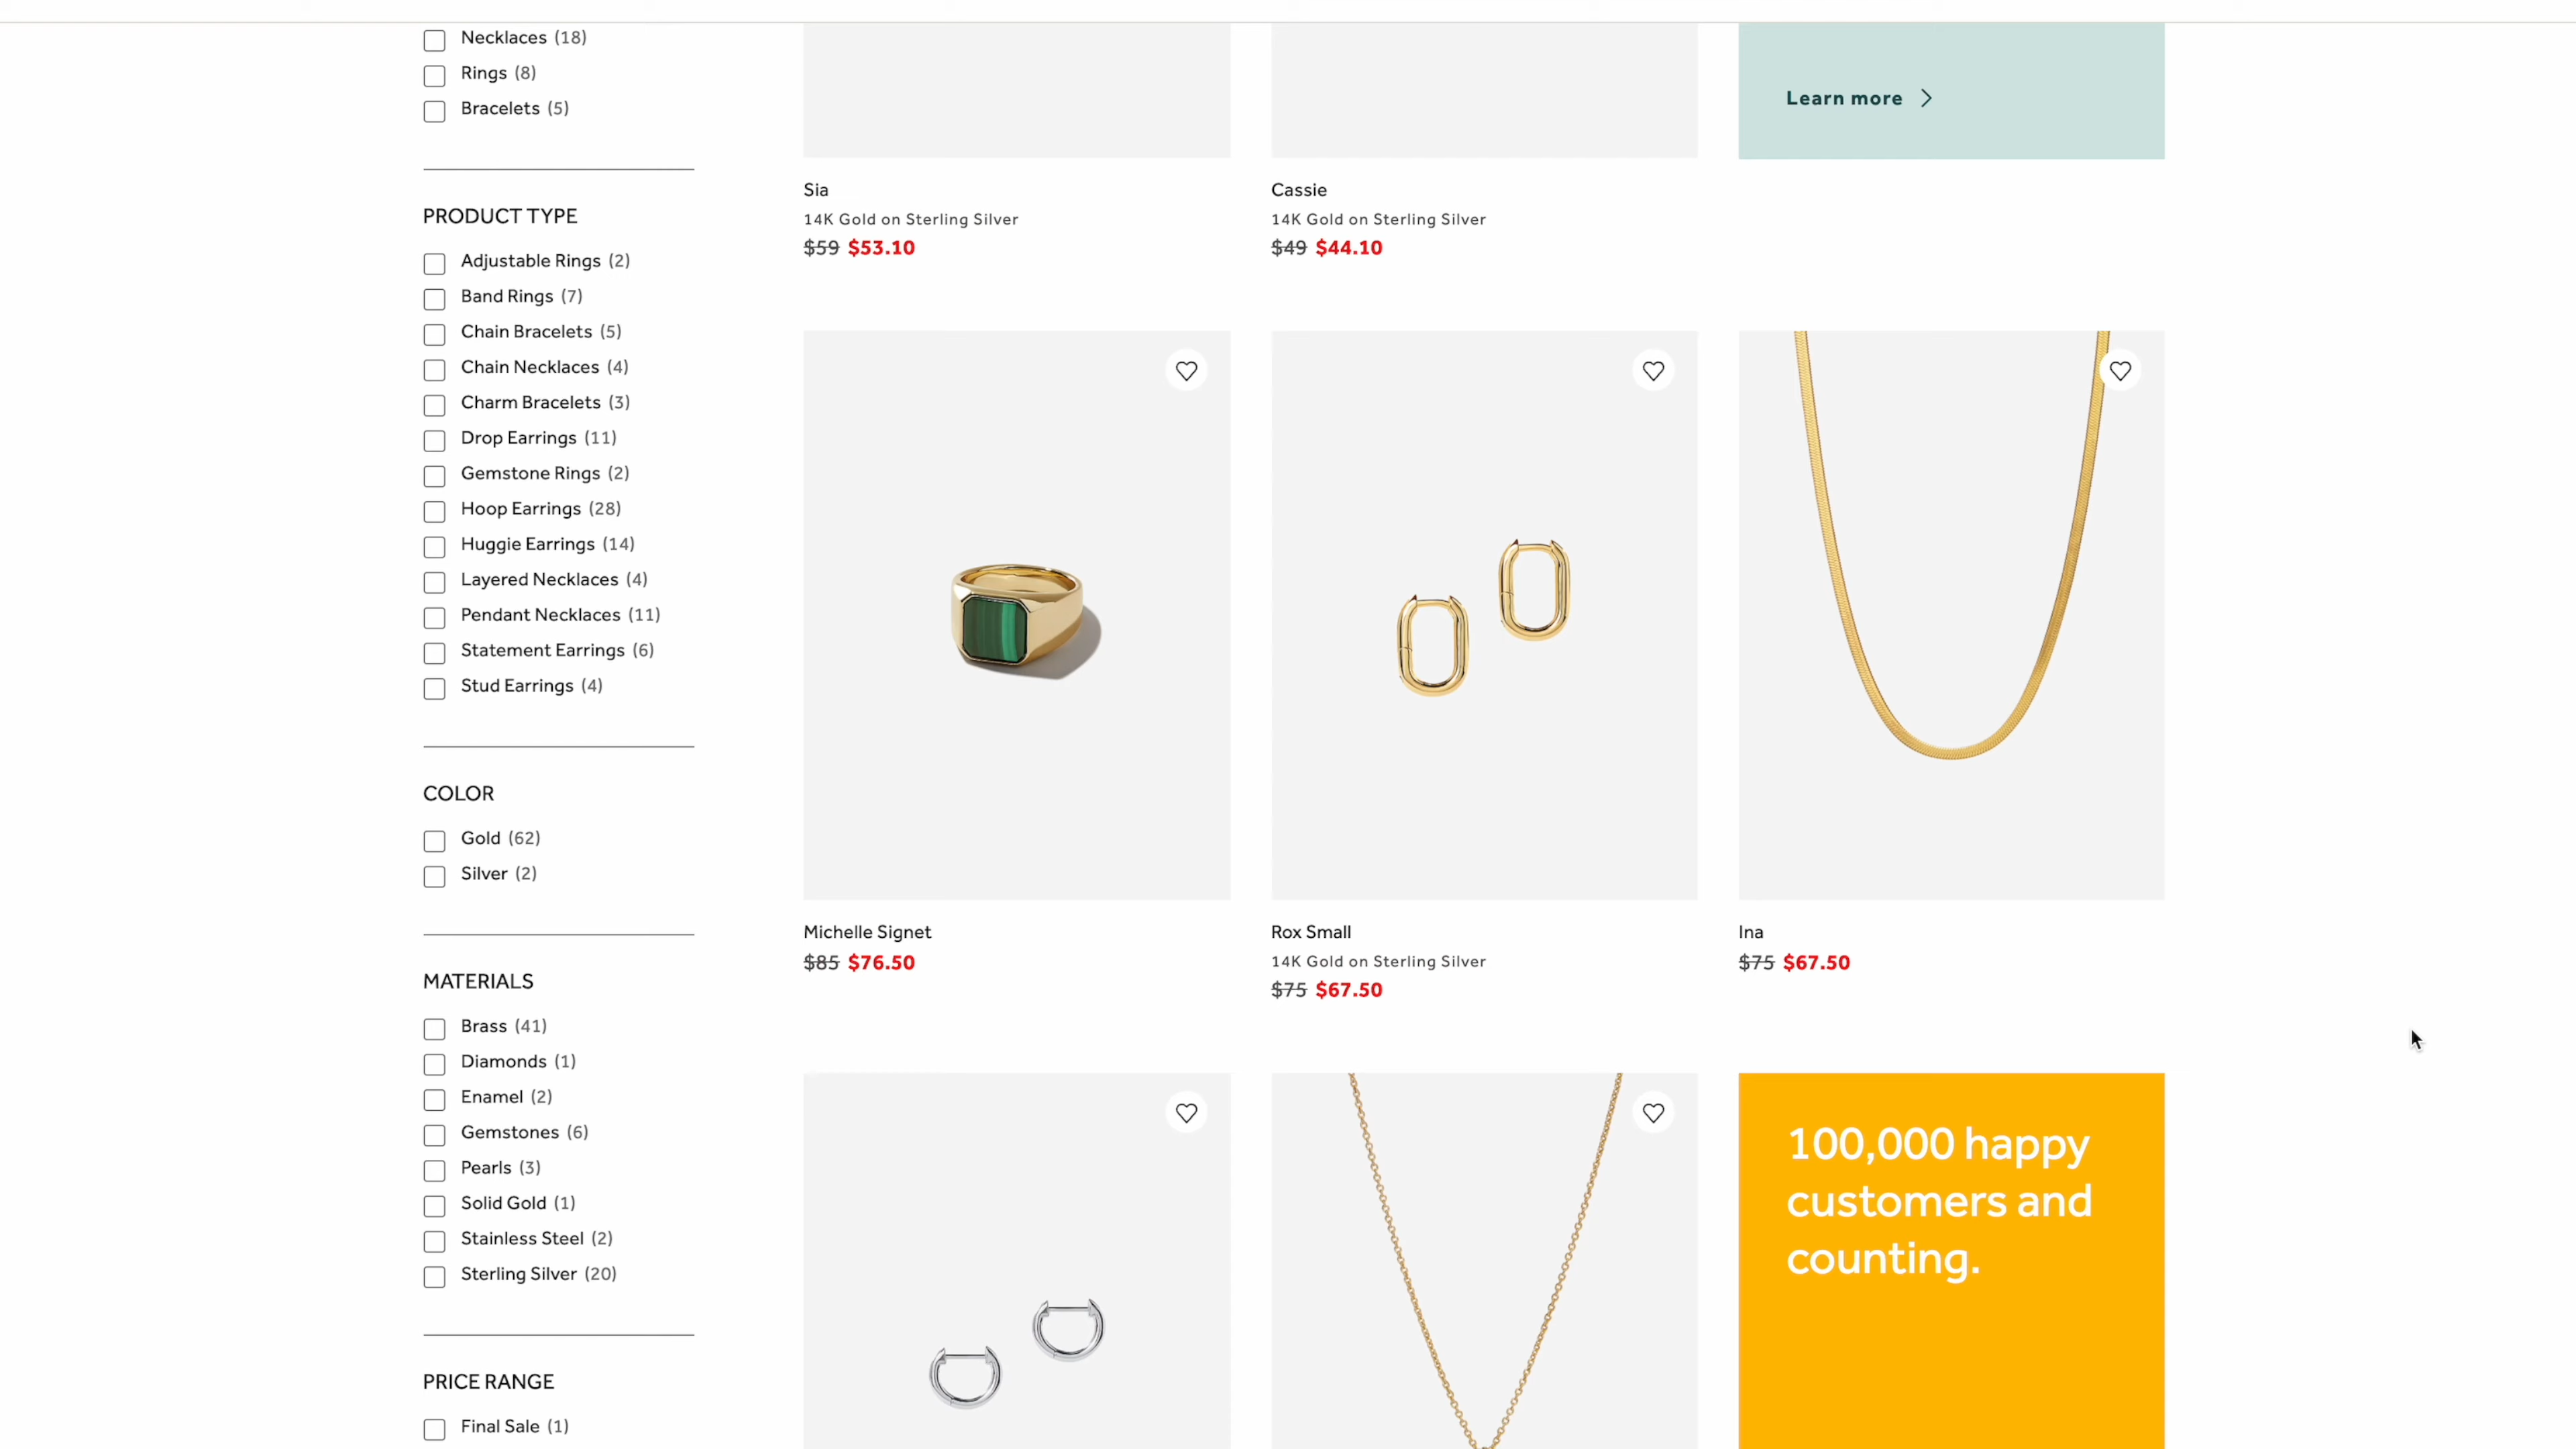 Necklaces (18)
Rings (8)
Bracelets (5)
PRODUCT TYPE
Adjustable Rings (2)
Band Rings (7)
Chain Bracelets (5)
Chain Necklaces (4)
Charm Bracelets (3)
Drop Earrings (11)
Gemstone Rings (2)
Hoop Earrings (28)
Huggie Earrings (14)
Layered Necklaces (4)
Pendant Necklaces (11)
Statement Earrings (6)
Stud Earrings (4)
COLOR
Gold (62)
Silver (2)
MATERIALS
Brass (41)
Diamonds (1)
Enamel (2)
Gemstones (6)
Pearls (3)
Solid Gold (1)
Stainless Steel (2)
Sterling Silver (20)
PRICE RANGE
Final Sale (1)
Learn more
Sia
14K Gold on Sterling Silver
$59 $53.10
Cassie
14K Gold on Sterling Silver
$49 $44.10
Michelle Signet
$85 $76.50
Rox Small
14K Gold on Sterling Silver
$75 $67.50
Ina
$75 $67.50
100,000 happy
customers and
counting.